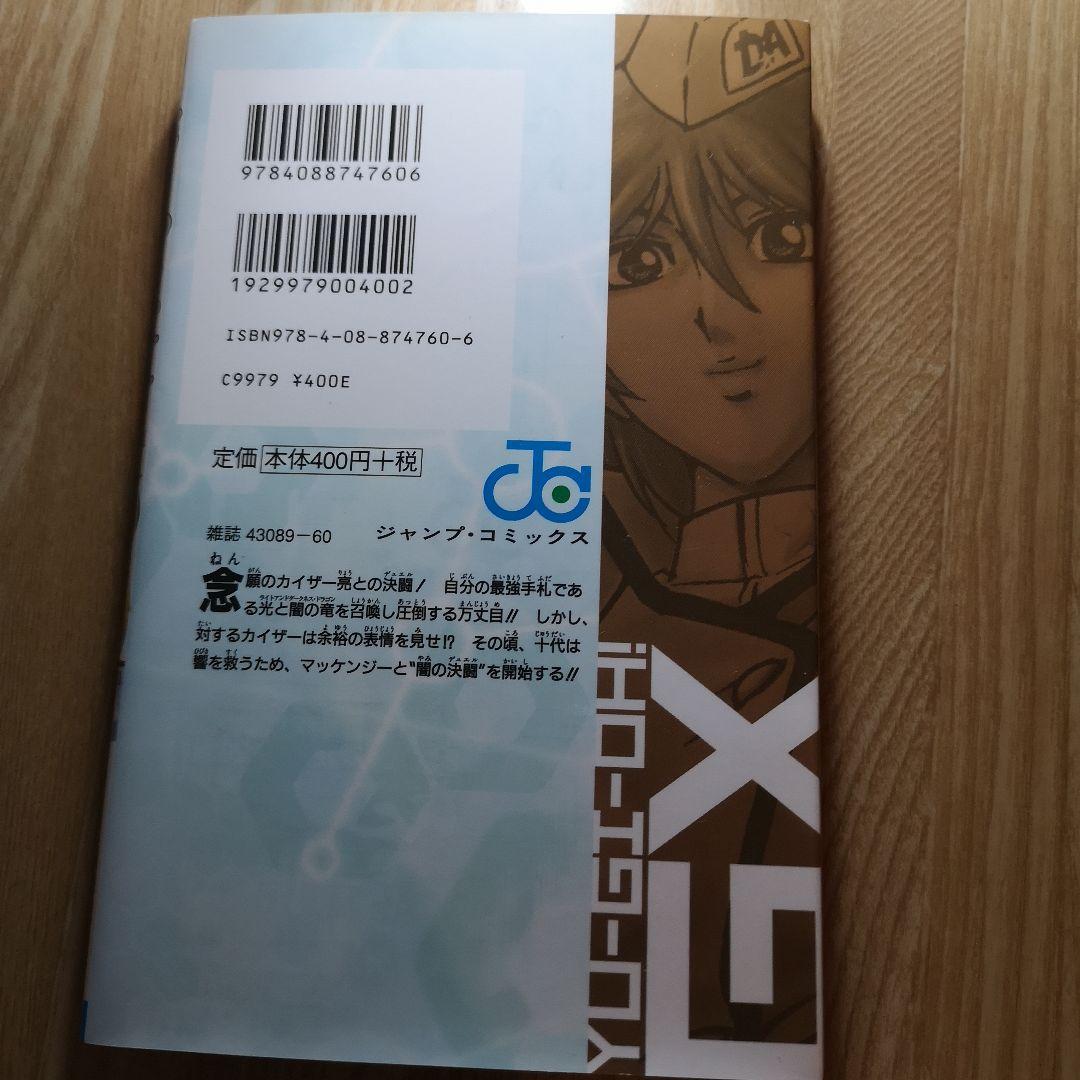 9784088747606
1929979004002
ISBN978-4-08-874760-6
C9979 ¥400E
定価 本体400円+税
JC
雑誌 43089-60
ジャンプ・コミックス
念願のカイザー亮との決闘! 自分の最強手札であ
る光と闇の竜を召喚し圧倒する万丈目!! しかし、
対するカイザーは余裕の表情を見せ!? その頃、十代は
響を救うため、マッケンジーと"闇の決闘"を開始する!!
DA
YU-GI-OH!
GX